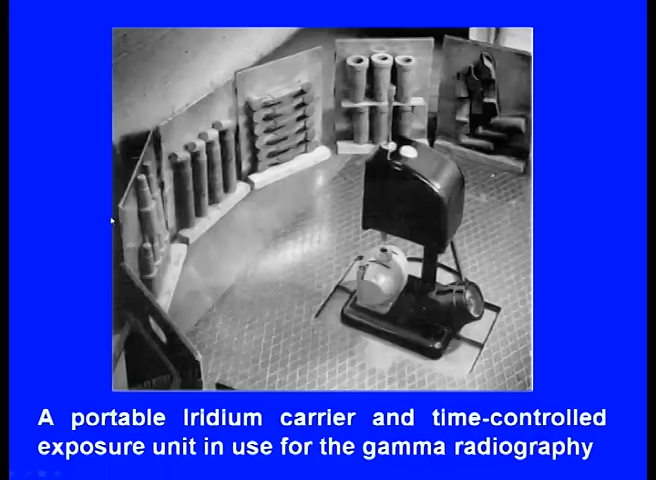 A portable Iridium carrier and time-controlled
exposure unit in use for the gamma radiography